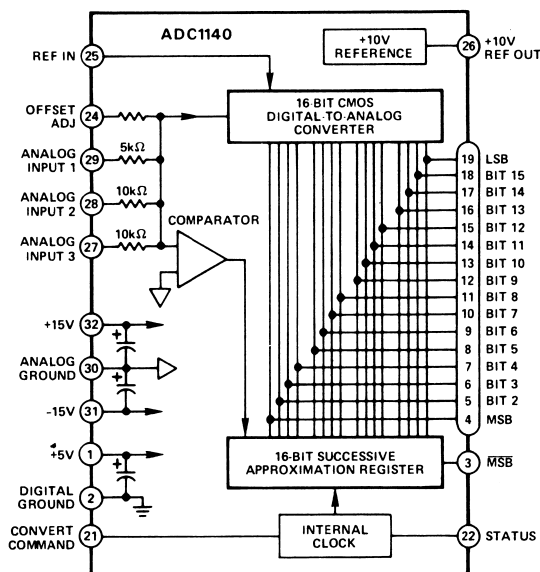 ADC1140
REF IN
25
+10V
REFERENCE
26
+10V
REF OUT
16-BIT CMOS
DIGITAL-TO-ANALOG
CONVERTER
OFFSET
ADJ
24
5kΩ
ANALOG
INPUT 1
29
10kΩ
ANALOG
INPUT 2
28
10kΩ
ANALOG
INPUT 3
27
COMPARATOR
19 LSB
18 BIT 15
17 BIT 14
16 BIT 13
15 BIT 12
14 BIT 11
13 BIT 10
12 BIT 9
11 BIT 8
10 BIT 7
9 BIT 6
8 BIT 5
7 BIT 4
6 BIT 3
5 BIT 2
4 MSB
+15V
32
+
ANALOG
GROUND
30
+
-15V
31
+5V
1
+
DIGITAL
GROUND
2
16-BIT SUCCESSIVE
APPROXIMATION REGISTER
3 M̅S̅B̅
CONVERT
COMMAND
21
INTERNAL
CLOCK
22 STATUS